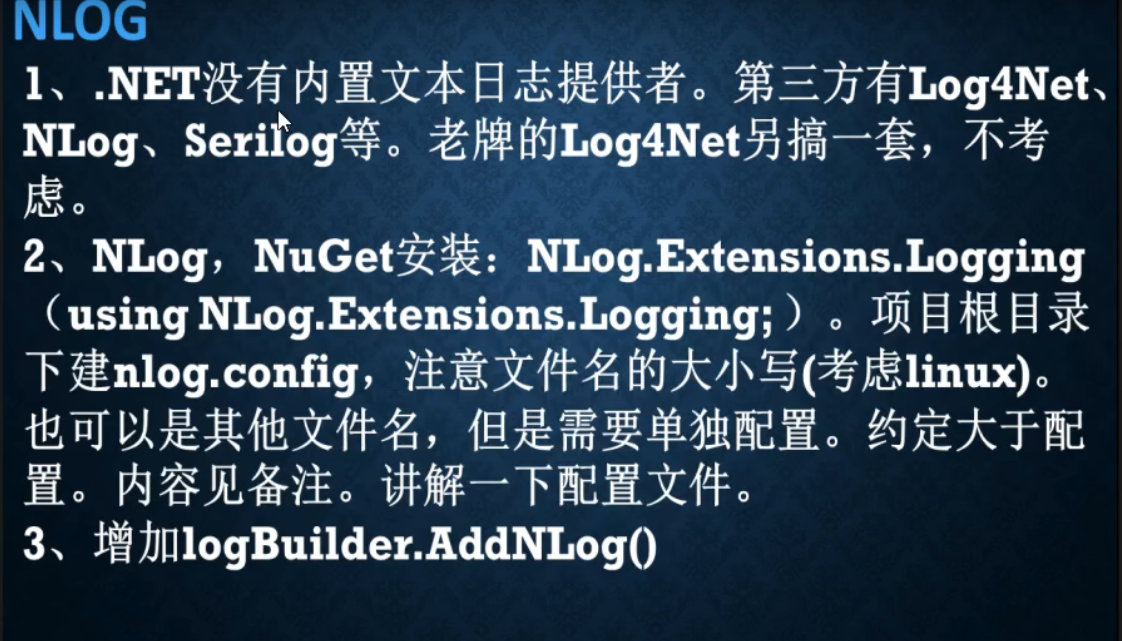 NLOG
1、.NET没有内置文本日志提供者。第三方有Log4Net、
NLog、Serilog等。老牌的Log4Net另搞一套，不考
虑。
2、NLog，NuGet安装：NLog.Extensions.Logging
（using NLog.Extensions.Logging;）。项目根目录
下建nlog.config，注意文件名的大小写(考虑linux)。
也可以是其他文件名，但是需要单独配置。约定大于配
置。内容见备注。讲解一下配置文件。
3、增加logBuilder.AddNLog()